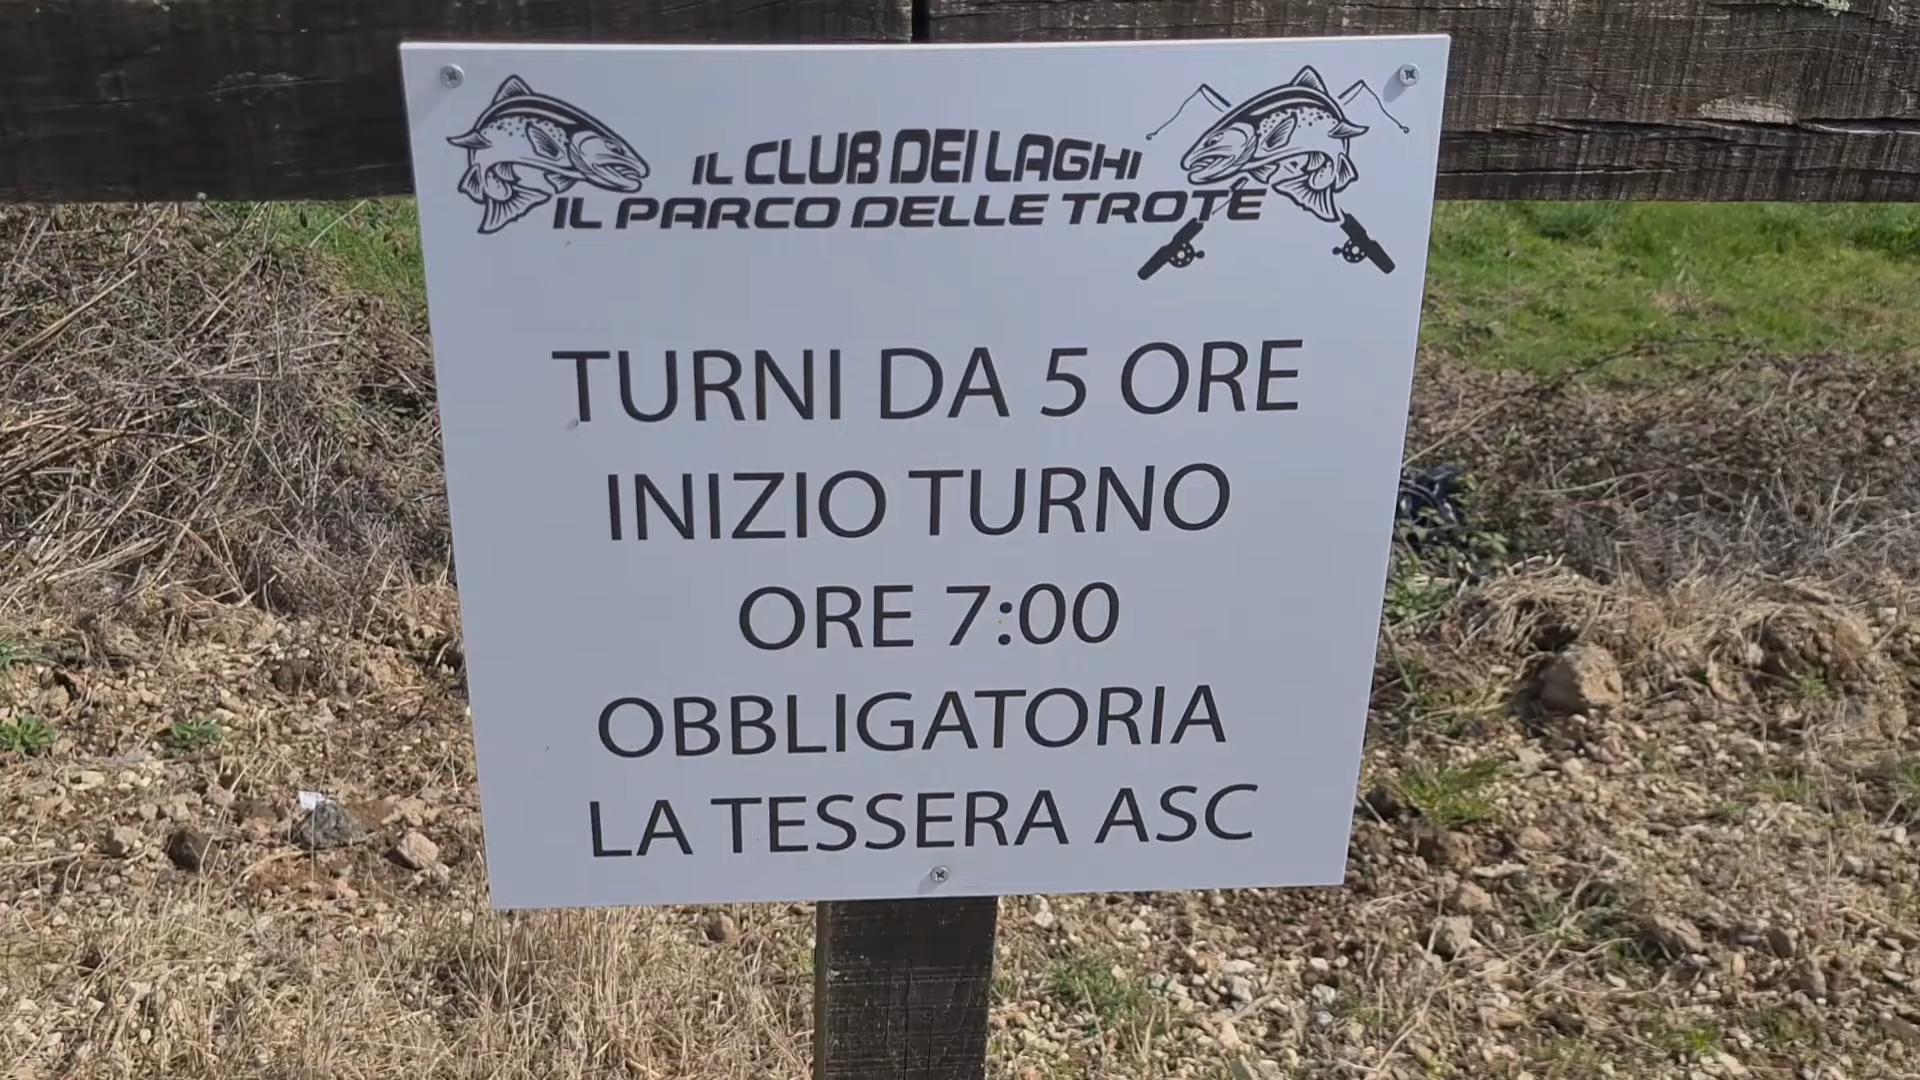 IL CLUB DEI LAGHI
IL PARCO DELLE TROTE
TURNI DA 5 ORE
INIZIO TURNO
ORE 7:00
OBBLIGATORIA
LA TESSERA ASC